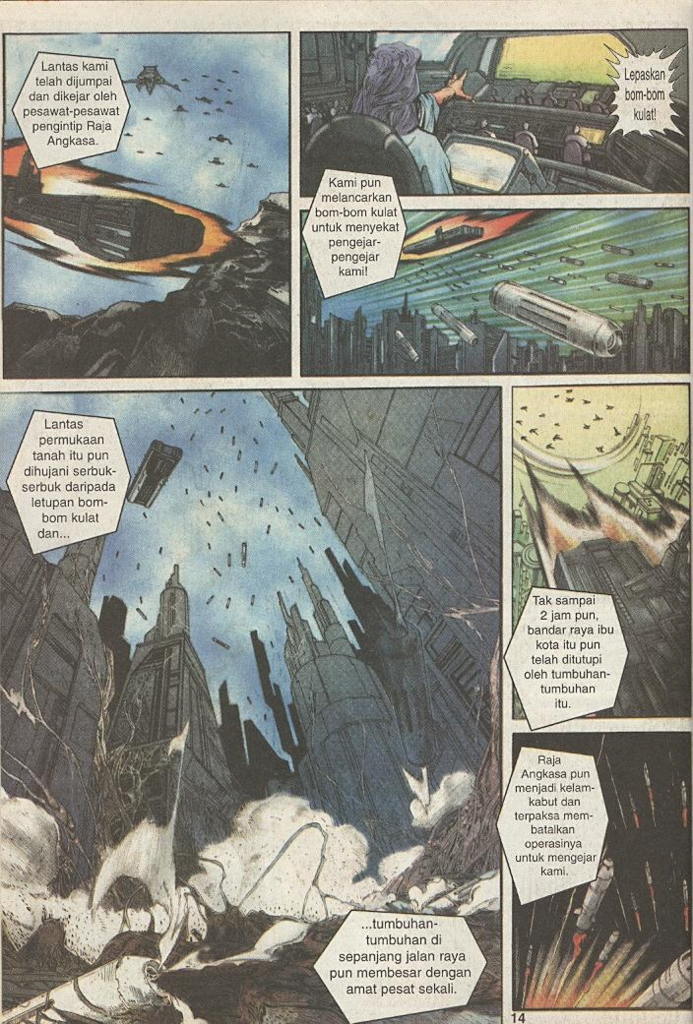 Lantas kami
telah dijumpai
dan dikejar oleh
pesawat-pesawat
pengintip Raja
Angkasa.
Lepaskan
bom-bom
kulat!
Kami pun
melancarkan
bom-bom kulat
untuk menyekat
pengejar-
pengejar
kami!
Lantas
permukaan
tanah itu pun
dihujani serbuk-
serbuk daripada
letupan bom-
bom kulat
dan...
...tumbuhan-
tumbuhan di
sepanjang jalan raya
pun membesar dengan
amat pesat sekali.
Tak sampai
2 jam pun,
bandar raya ibu
kota itu pun
telah ditutupi
oleh tumbuhan-
tumbuhan
itu.
Raja
Angkasa pun
menjadi kelam-
kabut dan
terpaksa mem-
batalkan
operasinya
untuk mengejar
kami.
14